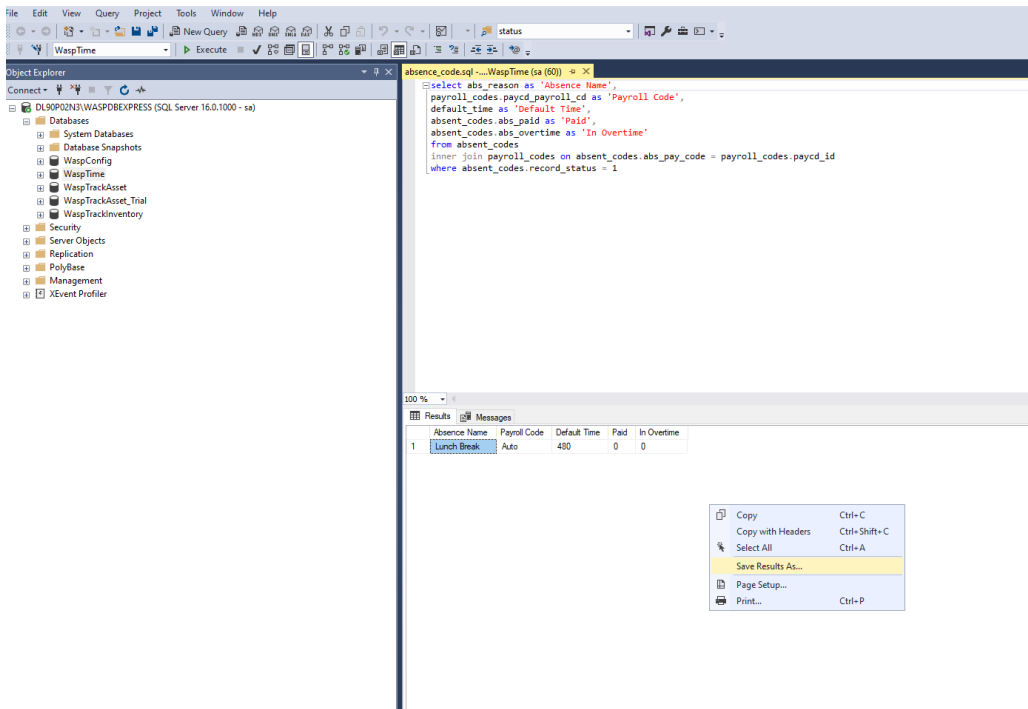 File Edit View Query Project Tools Window Help
New Query status
WaspTime Execute
Object Explorer
Connect
DL90P02N3\WASPDBEXPRESS (SQL Server 16.0.1000 - sa)
Databases
System Databases
Database Snapshots
WaspConfig
WaspTime
WaspTrackAsset
WaspTrackAsset_Trial
WaspTrackInventory
Security
Server Objects
Replication
PolyBase
Management
XEvent Profiler
absence_code.sql -....WaspTime (sa (60))
select abs_reason as 'Absence Name',
payroll_codes.paycd_payroll_cd as 'Payroll Code',
default_time as 'Default Time',
absent_codes.abs_paid as 'Paid',
absent_codes.abs_overtime as 'In Overtime'
from absent_codes
inner join payroll_codes on absent_codes.abs_pay_code = payroll_codes.paycd_id
where absent_codes.record_status = 1
100 %
Results Messages
Absence Name Payroll Code Default Time Paid In Overtime
1 Lunch Break Auto 480 0 0
Copy Ctrl+C
Copy with Headers Ctrl+Shift+C
Select All Ctrl+A
Save Results As...
Page Setup...
Print... Ctrl+P